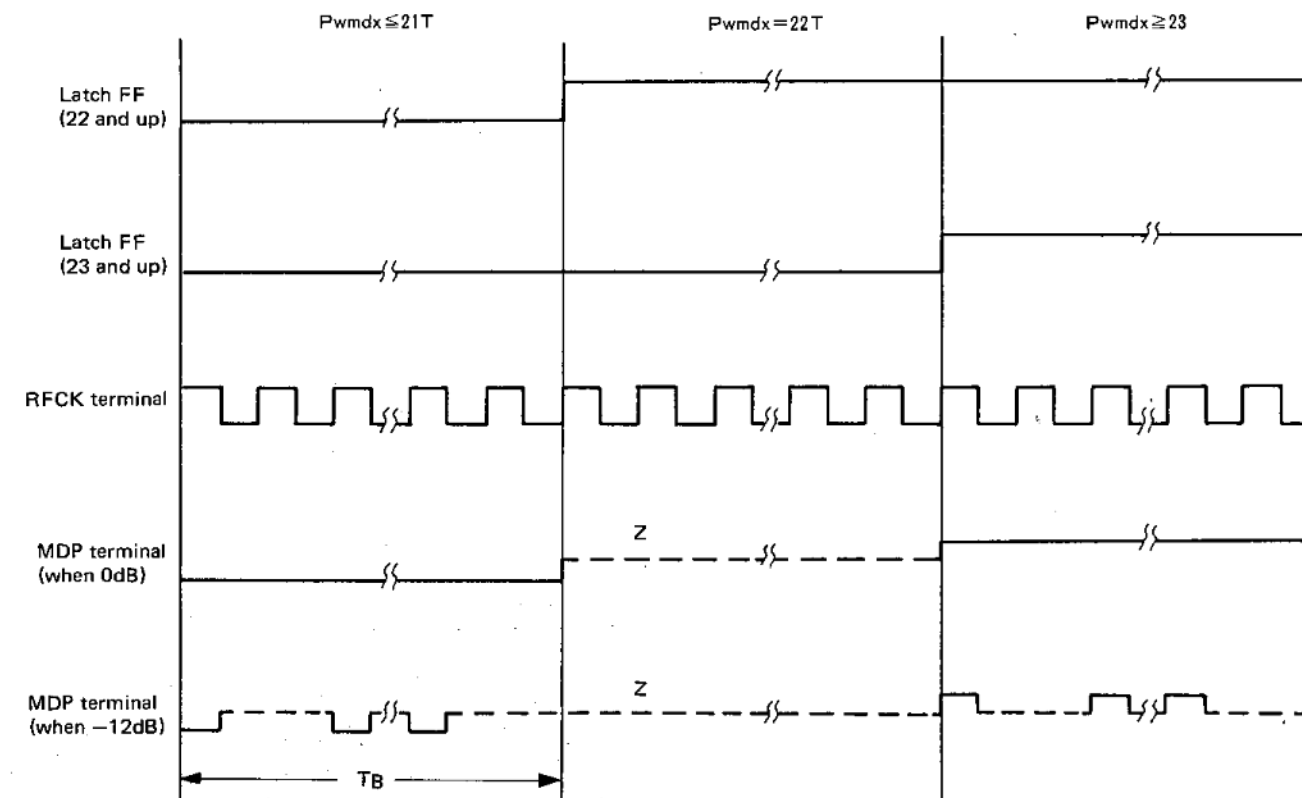 Pwmdx≦21T
Pwmdx=22T
Pwmdx≧23
Latch FF
(22 and up)
Latch FF
(23 and up)
RFCK terminal
MDP terminal
(when 0dB)
Z
MDP terminal
(when −12dB)
Z
TB